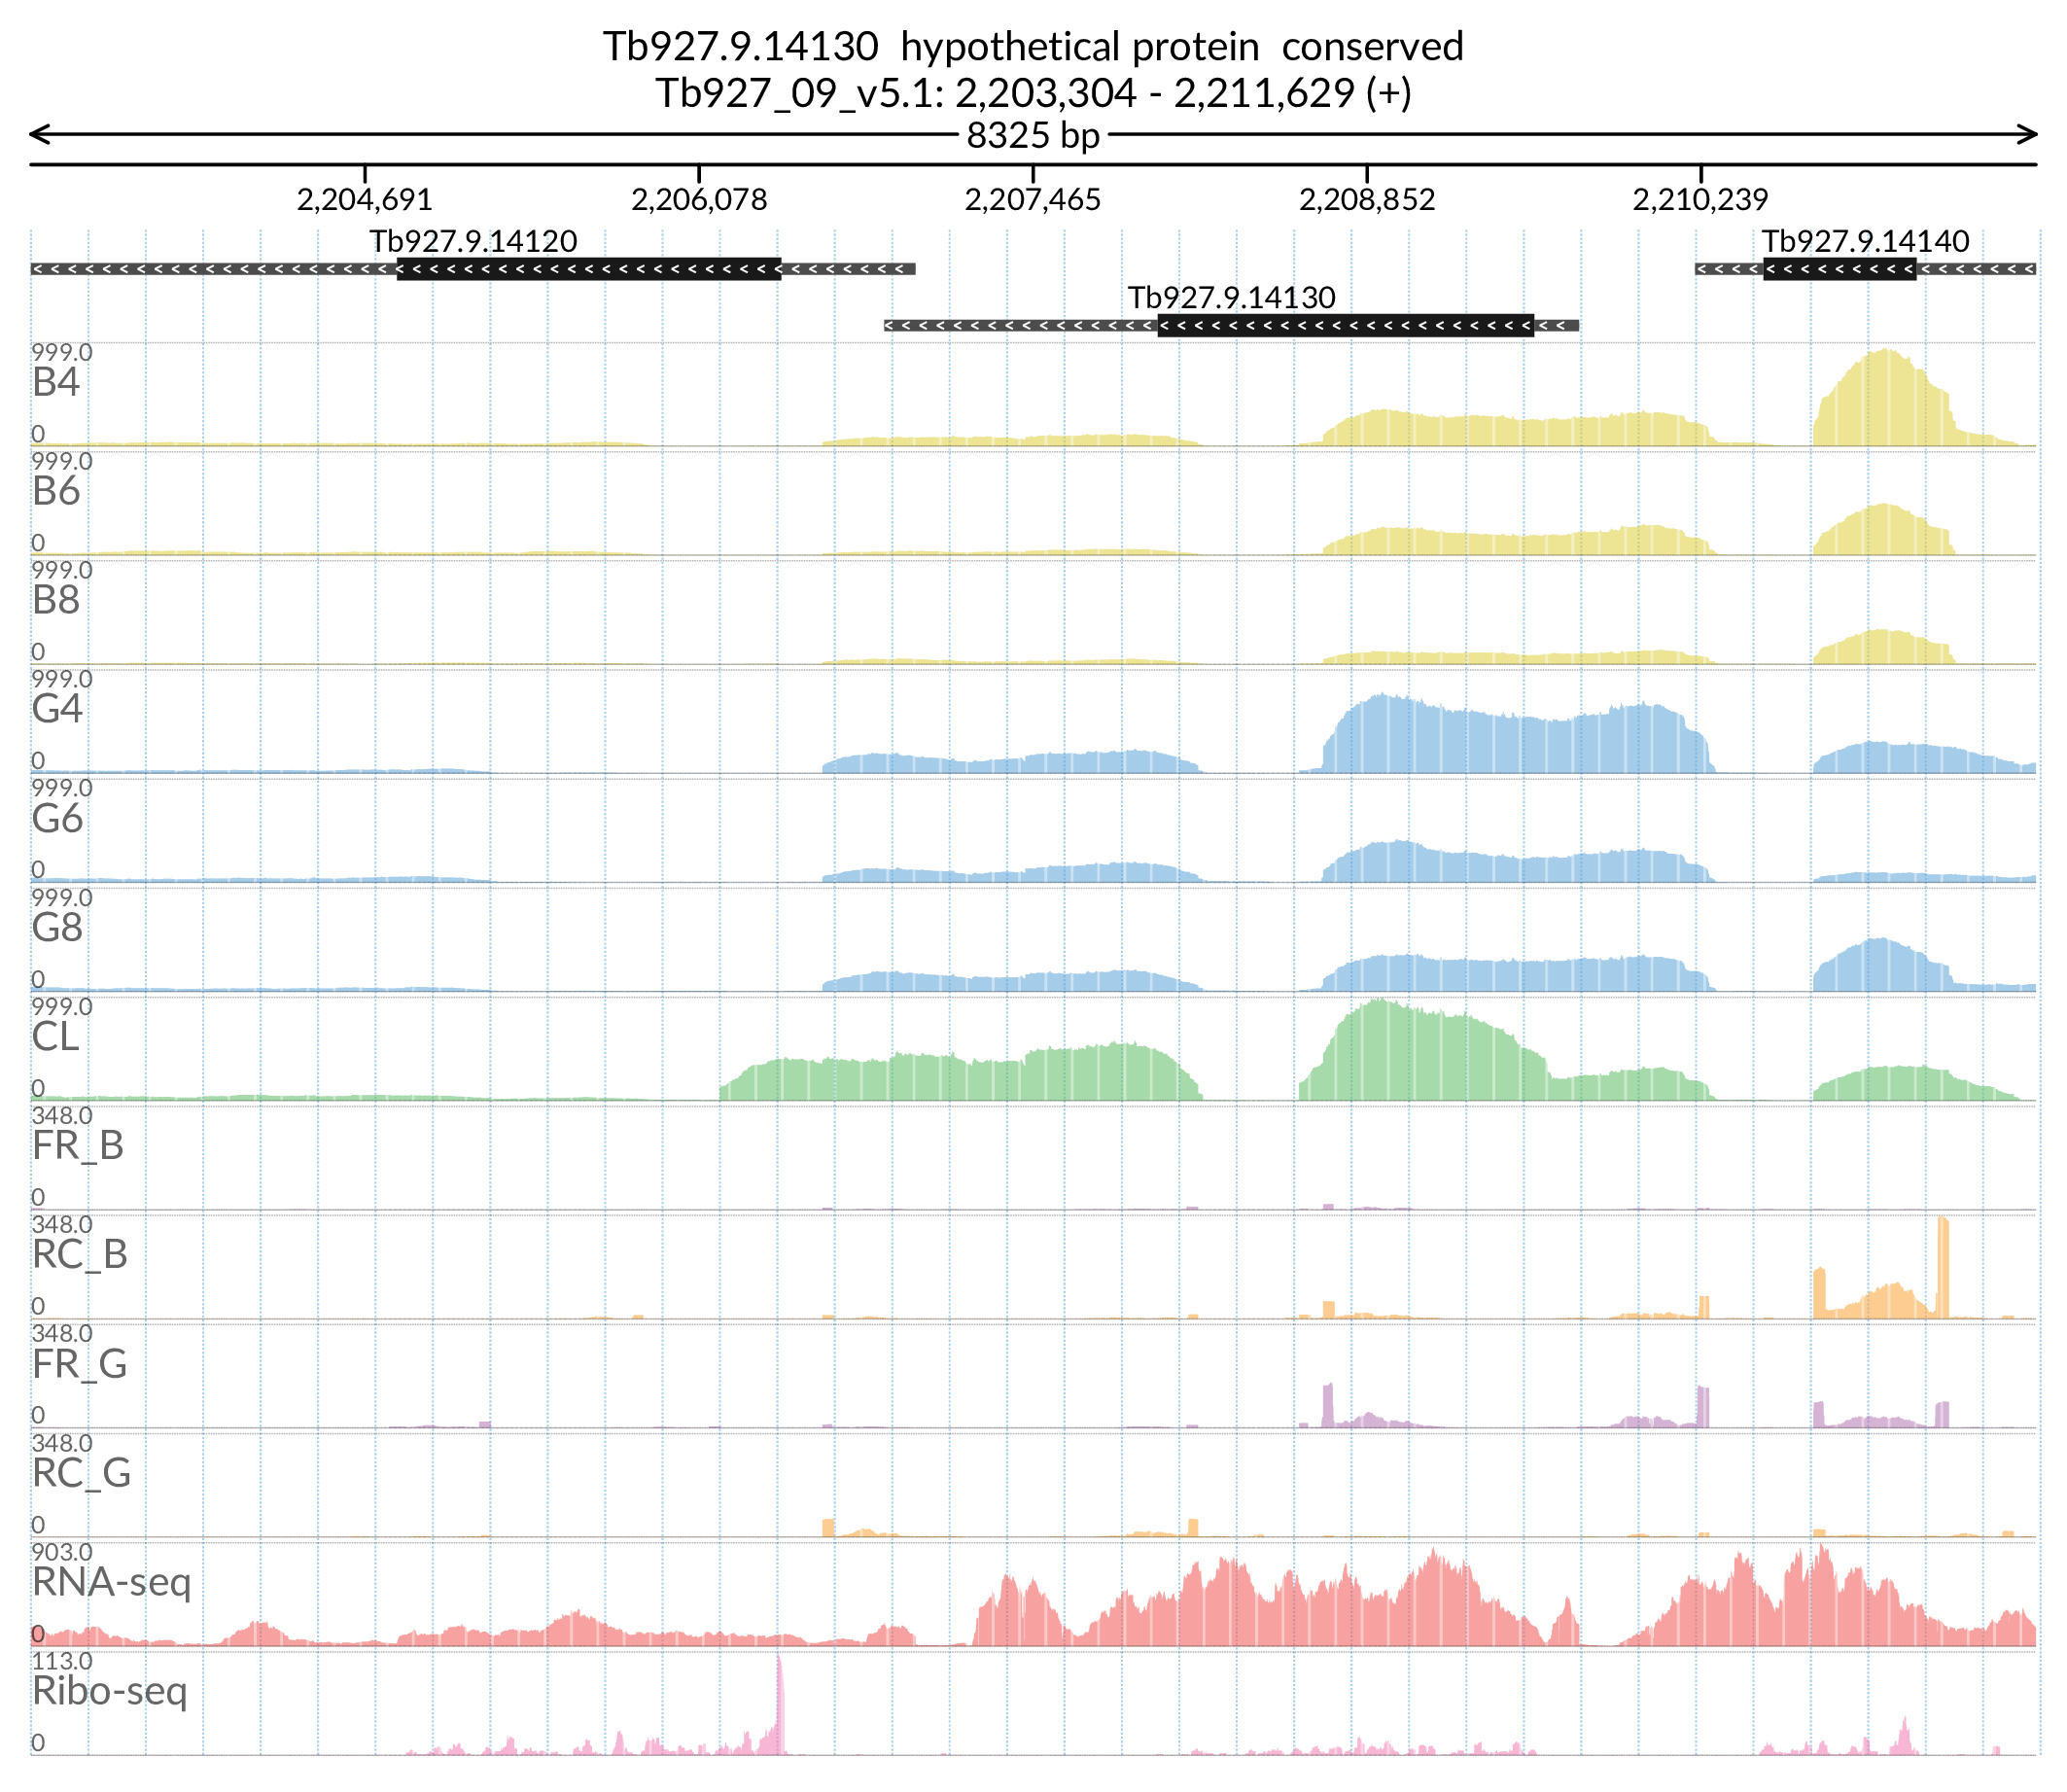 Tb927.9.14130 hypothetical protein conserved
Tb927_09_v5.1: 2,203,304 - 2,211,629 (+)
8325 bp
2,204,691 2,206,078 2,207,465 2,208,852 2,210,239
Tb927.9.14120 Tb927.9.14140
Tb927.9.14130
999.0
B4
0
999.0
B6
0
999.0
B8
0
999.0
G4
0
999.0
G6
0
999.0
G8
0
999.0
CL
0
348.0
FR_B
0
348.0
RC_B
0
348.0
FR_G
0
348.0
RC_G
0
903.0
RNA-seq
0
113.0
Ribo-seq
0